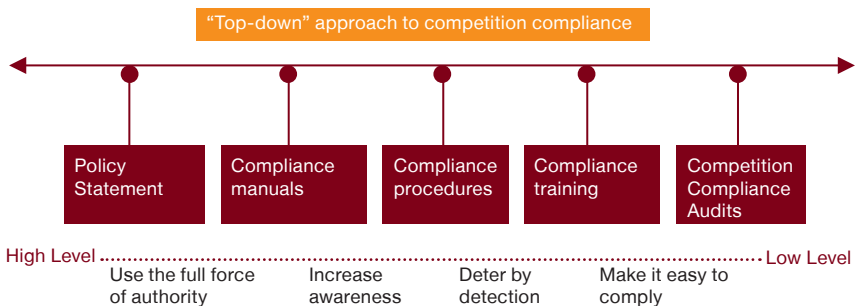 “Top-down” approach to competition compliance
Policy
Statement
Compliance
manuals
Compliance
procedures
Compliance
training
Competition
Compliance
Audits
High Level
Low Level
Use the full force
of authority
Increase
awareness
Deter by
detection
Make it easy to
comply